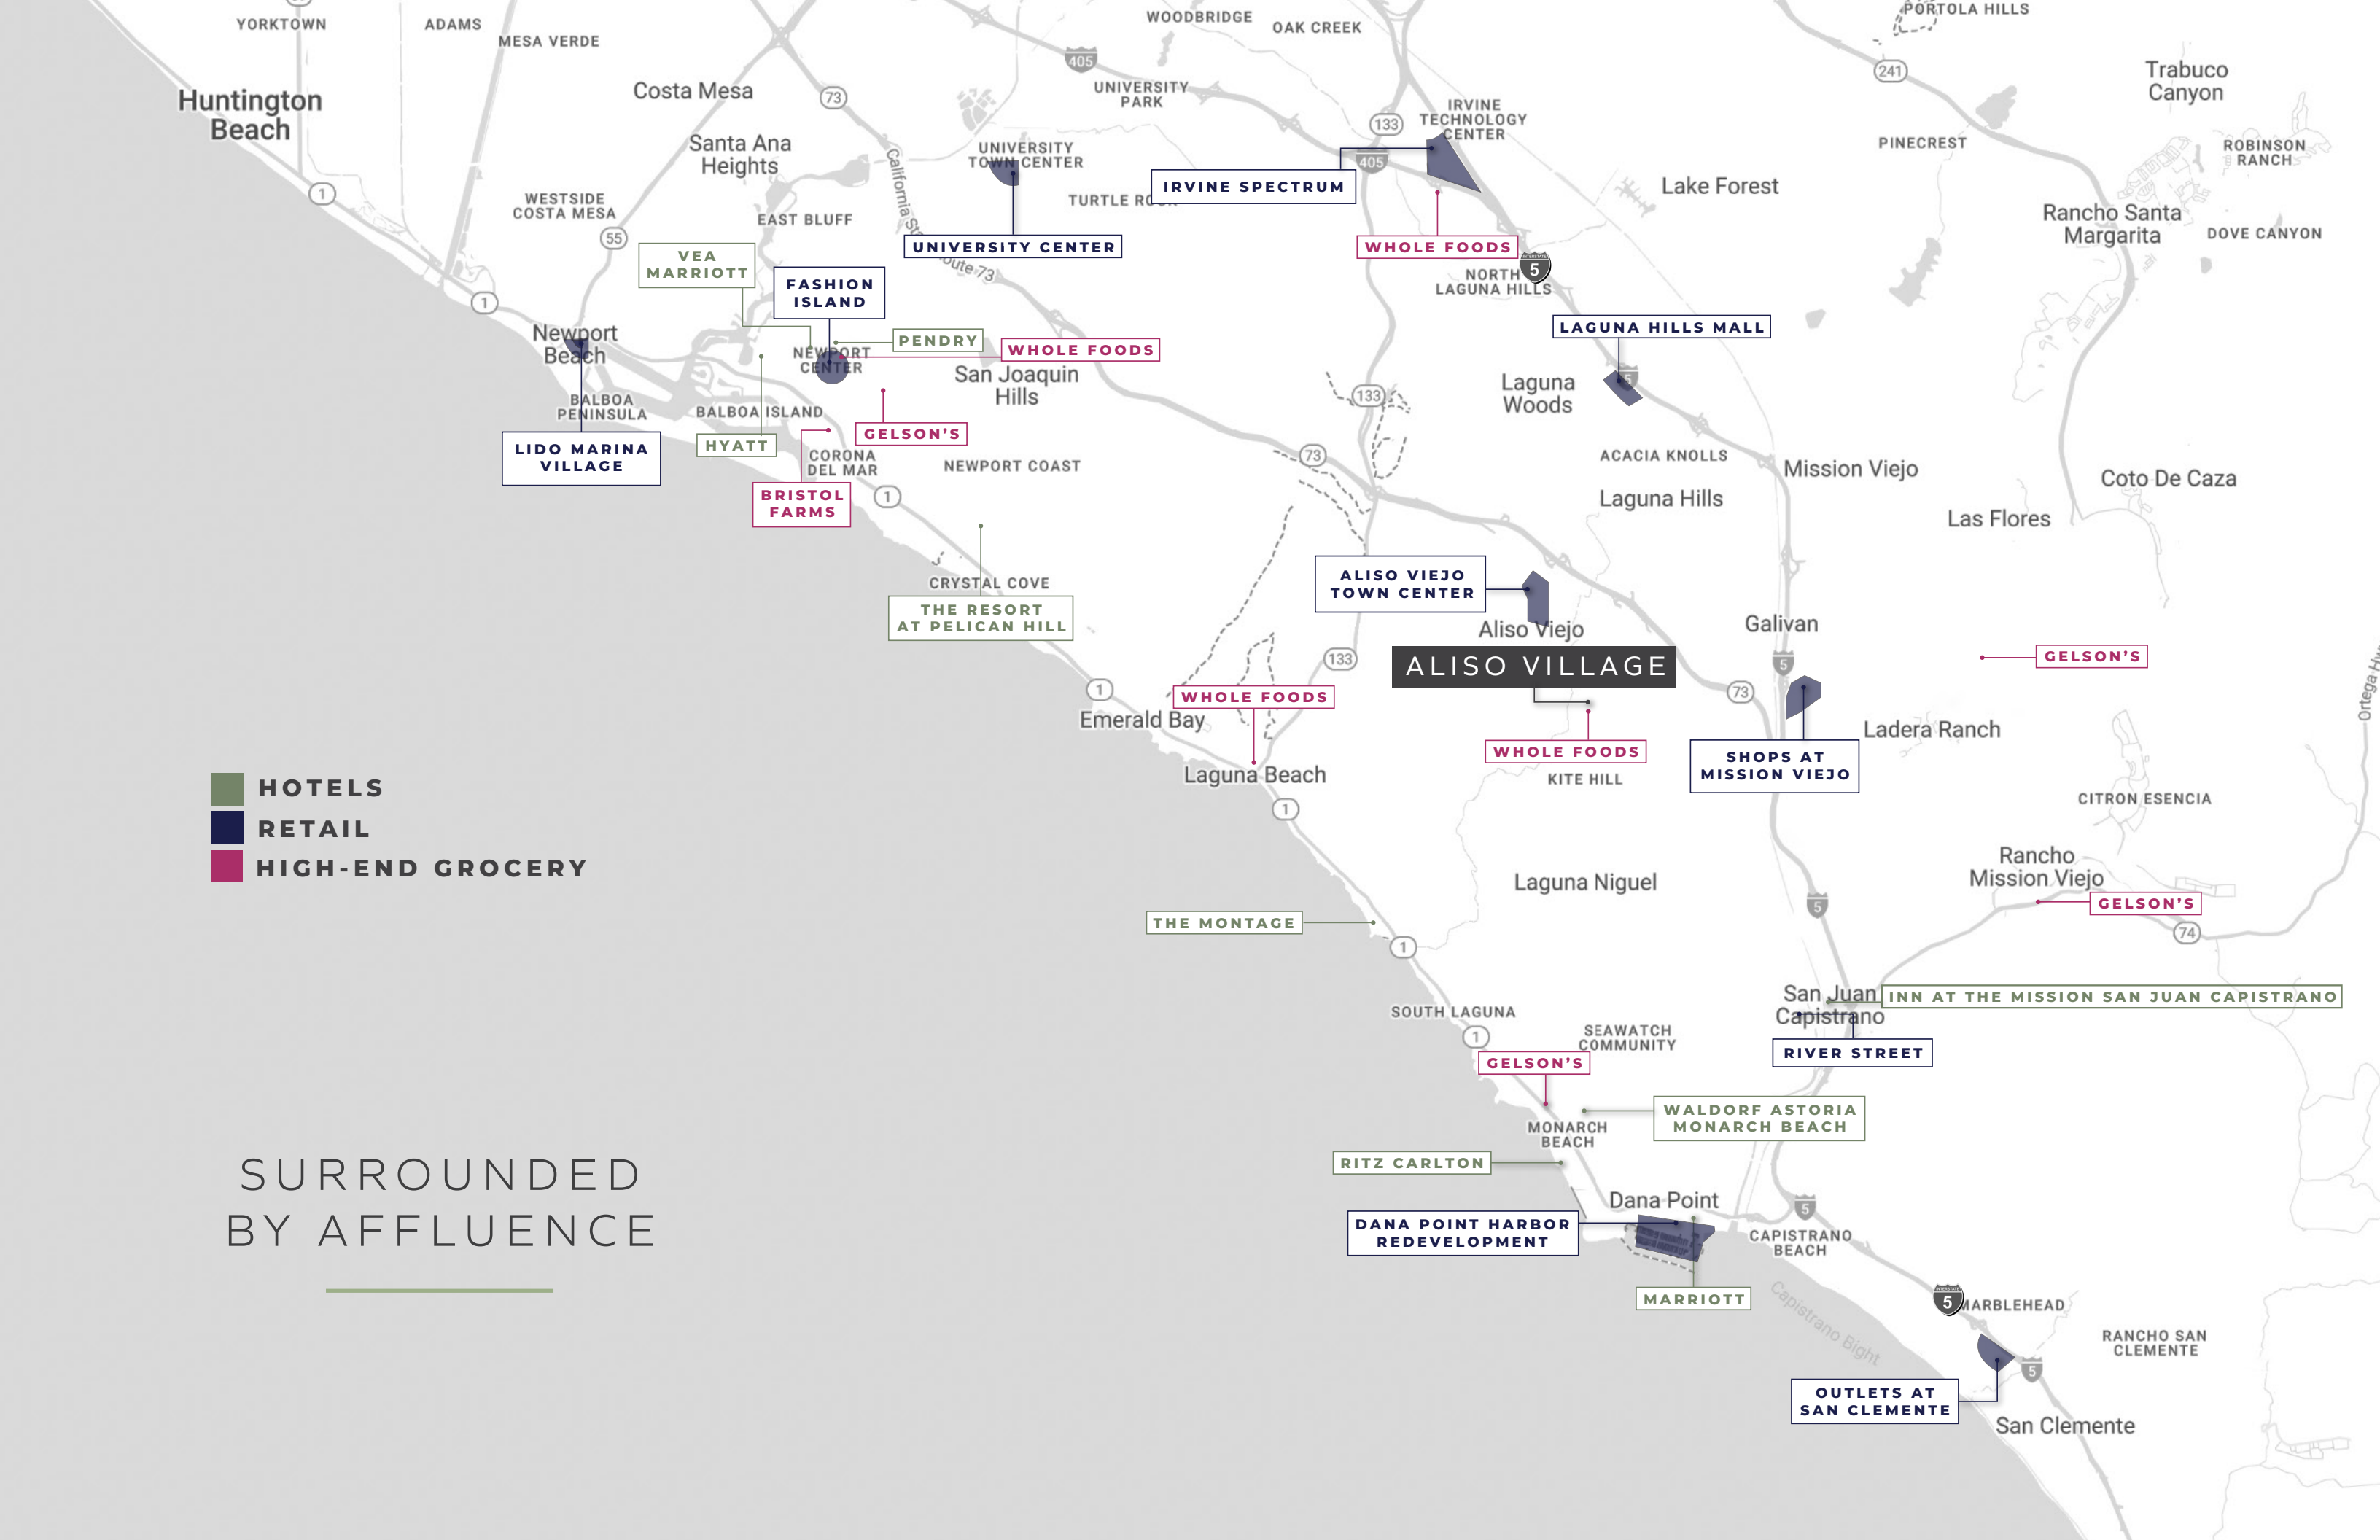 YORKTOWN
ADAMS
MESA VERDE
WOODBRIDGE
OAK CREEK
PORTOLA HILLS
Huntington
Beach
Costa Mesa
73
405
UNIVERSITY
PARK
133
IRVINE
TECHNOLOGY
CENTER
241
Trabuco
Canyon
Santa Ana
Heights
UNIVERSITY
TOWN CENTER
405
PINECREST
ROBINSON
RANCH
1
WESTSIDE
COSTA MESA
EAST BLUFF
TURTLE
IRVINE SPECTRUM
Lake Forest
Rancho Santa
Margarita
DOVE CANYON
55
California
Route 73
UNIVERSITY CENTER
WHOLE FOODS
VEA
MARRIOTT
FASHION
ISLAND
NORTH
LAGUNA HILLS
INTERSTATE
5
1
Newport
Beach
PENDRY
WHOLE FOODS
NEWPORT
CENTER
San Joaquin
Hills
LAGUNA HILLS MALL
5
Laguna
Woods
133
BALBOA
PENINSULA
BALBOA ISLAND
GELSON'S
LIDO MARINA
VILLAGE
HYATT
CORONA
DEL MAR
NEWPORT COAST
73
ACACIA KNOLLS
Mission Viejo
Laguna Hills
Coto De Caza
Las Flores
BRISTOL
FARMS
1
CRYSTAL COVE
THE RESORT
AT PELICAN HILL
ALISO VIEJO
TOWN CENTER
Aliso Viejo
Galivan
ALISO VILLAGE
133
5
73
GELSON'S
Ortega
1
WHOLE FOODS
Emerald Bay
Laguna Beach
WHOLE FOODS
KITE HILL
SHOPS AT
MISSION VIEJO
Ladera Ranch
1
CITRON ESENCIA
HOTELS
RETAIL
HIGH-END GROCERY
Laguna Niguel
Rancho
Mission Viejo
GELSON'S
5
74
THE MONTAGE
1
SOUTH LAGUNA
1
SEAWATCH
COMMUNITY
San Juan
Capistrano
INN AT THE MISSION SAN JUAN CAPISTRANO
RIVER STREET
GELSON'S
WALDORF ASTORIA
MONARCH BEACH
MONARCH
BEACH
RITZ CARLTON
SURROUNDED
BY AFFLUENCE
Dana Point
5
DANA POINT HARBOR
REDEVELOPMENT
CAPISTRANO
BEACH
MARRIOTT
Capistrano Bight
INTERSTATE
5
MARBLEHEAD
RANCHO SAN
CLEMENTE
5
OUTLETS AT
SAN CLEMENTE
San Clemente